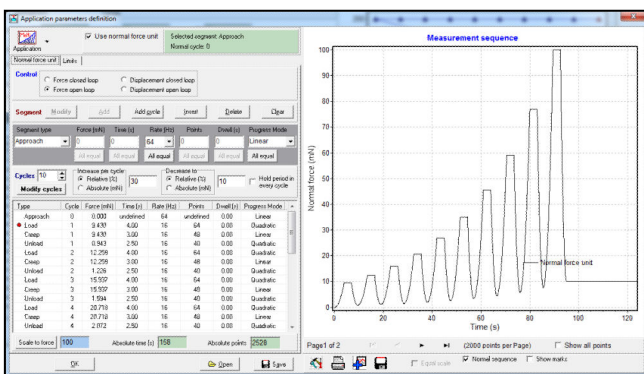 Application parameters definition
Application
Use normal force unit
Selected segment: Approach
Normal cycle: 0
Normal force unit
Limits
Control
Force closed loop
Displacement closed loop
Force open loop
Displacement open loop
Segment
Modify
Add
Add cycle
Insert
Delete
Clear
Segment type
Force (mN)
Time (s)
Rate (Hz)
Points
Dwell (s)
Progress Mode
Approach
0
0
64
0
0
Linear
All equal
All equal
All equal
All equal
All equal
All equal
Cycles
10
Modify cycles
Increase per cycle
Relative (%)
Absolute (mN)
30
Decrease to
Relative (%)
Absolute (mN)
10
Hold period in
every cycle
Type Cycle Force (mN) Time (s) Rate (Hz) Points Dwell (s) Progress Mode
Approach 0 0.000 undefined 64 undefined 0.00 Linear
Load 1 9.430 4.00 16 64 0.00 Quadratic
Creep 1 9.430 3.00 16 48 0.00 Linear
Unload 1 0.943 2.50 16 40 0.00 Quadratic
Load 2 12.259 4.00 16 64 0.00 Quadratic
Creep 2 12.259 3.00 16 48 0.00 Linear
Unload 2 1.226 2.50 16 40 0.00 Quadratic
Load 3 15.937 4.00 16 64 0.00 Quadratic
Creep 3 15.937 3.00 16 48 0.00 Linear
Unload 3 1.594 2.50 16 40 0.00 Quadratic
Load 4 20.718 4.00 16 64 0.00 Quadratic
Creep 4 20.718 3.00 16 48 0.00 Linear
Unload 4 2.072 2.50 16 40 0.00 Quadratic
Scale to force
100
Absolute time (s)
158
Absolute points
2528
OK
Open
Save
Measurement sequence
Normal force (mN)
100
90
80
70
60
50
40
30
20
10
0
Normal force unit
0 20 40 60 80 100 120
Time (s)
Page1 of 2
(2000 points per Page)
Show all points
Equal scale
Normal sequence
Show marks